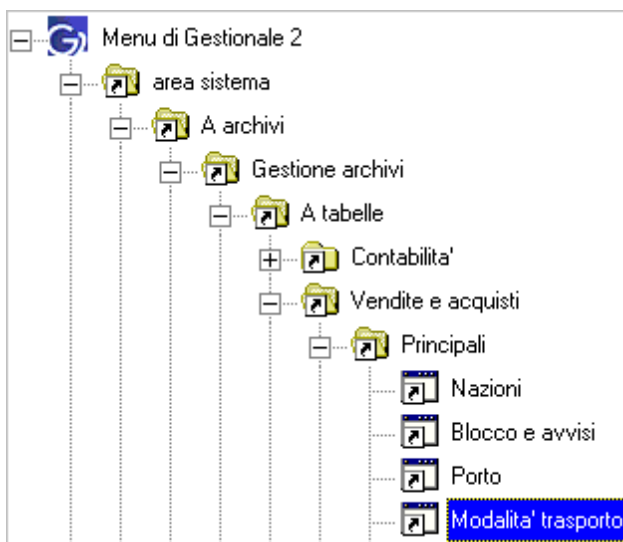 Menu di Gestionale 2
area sistema
A archivi
Gestione archivi
A tabelle
Contabilita'
Vendite e acquisti
Principali
Nazioni
Blocco e avvisi
Porto
Modalita' trasporto